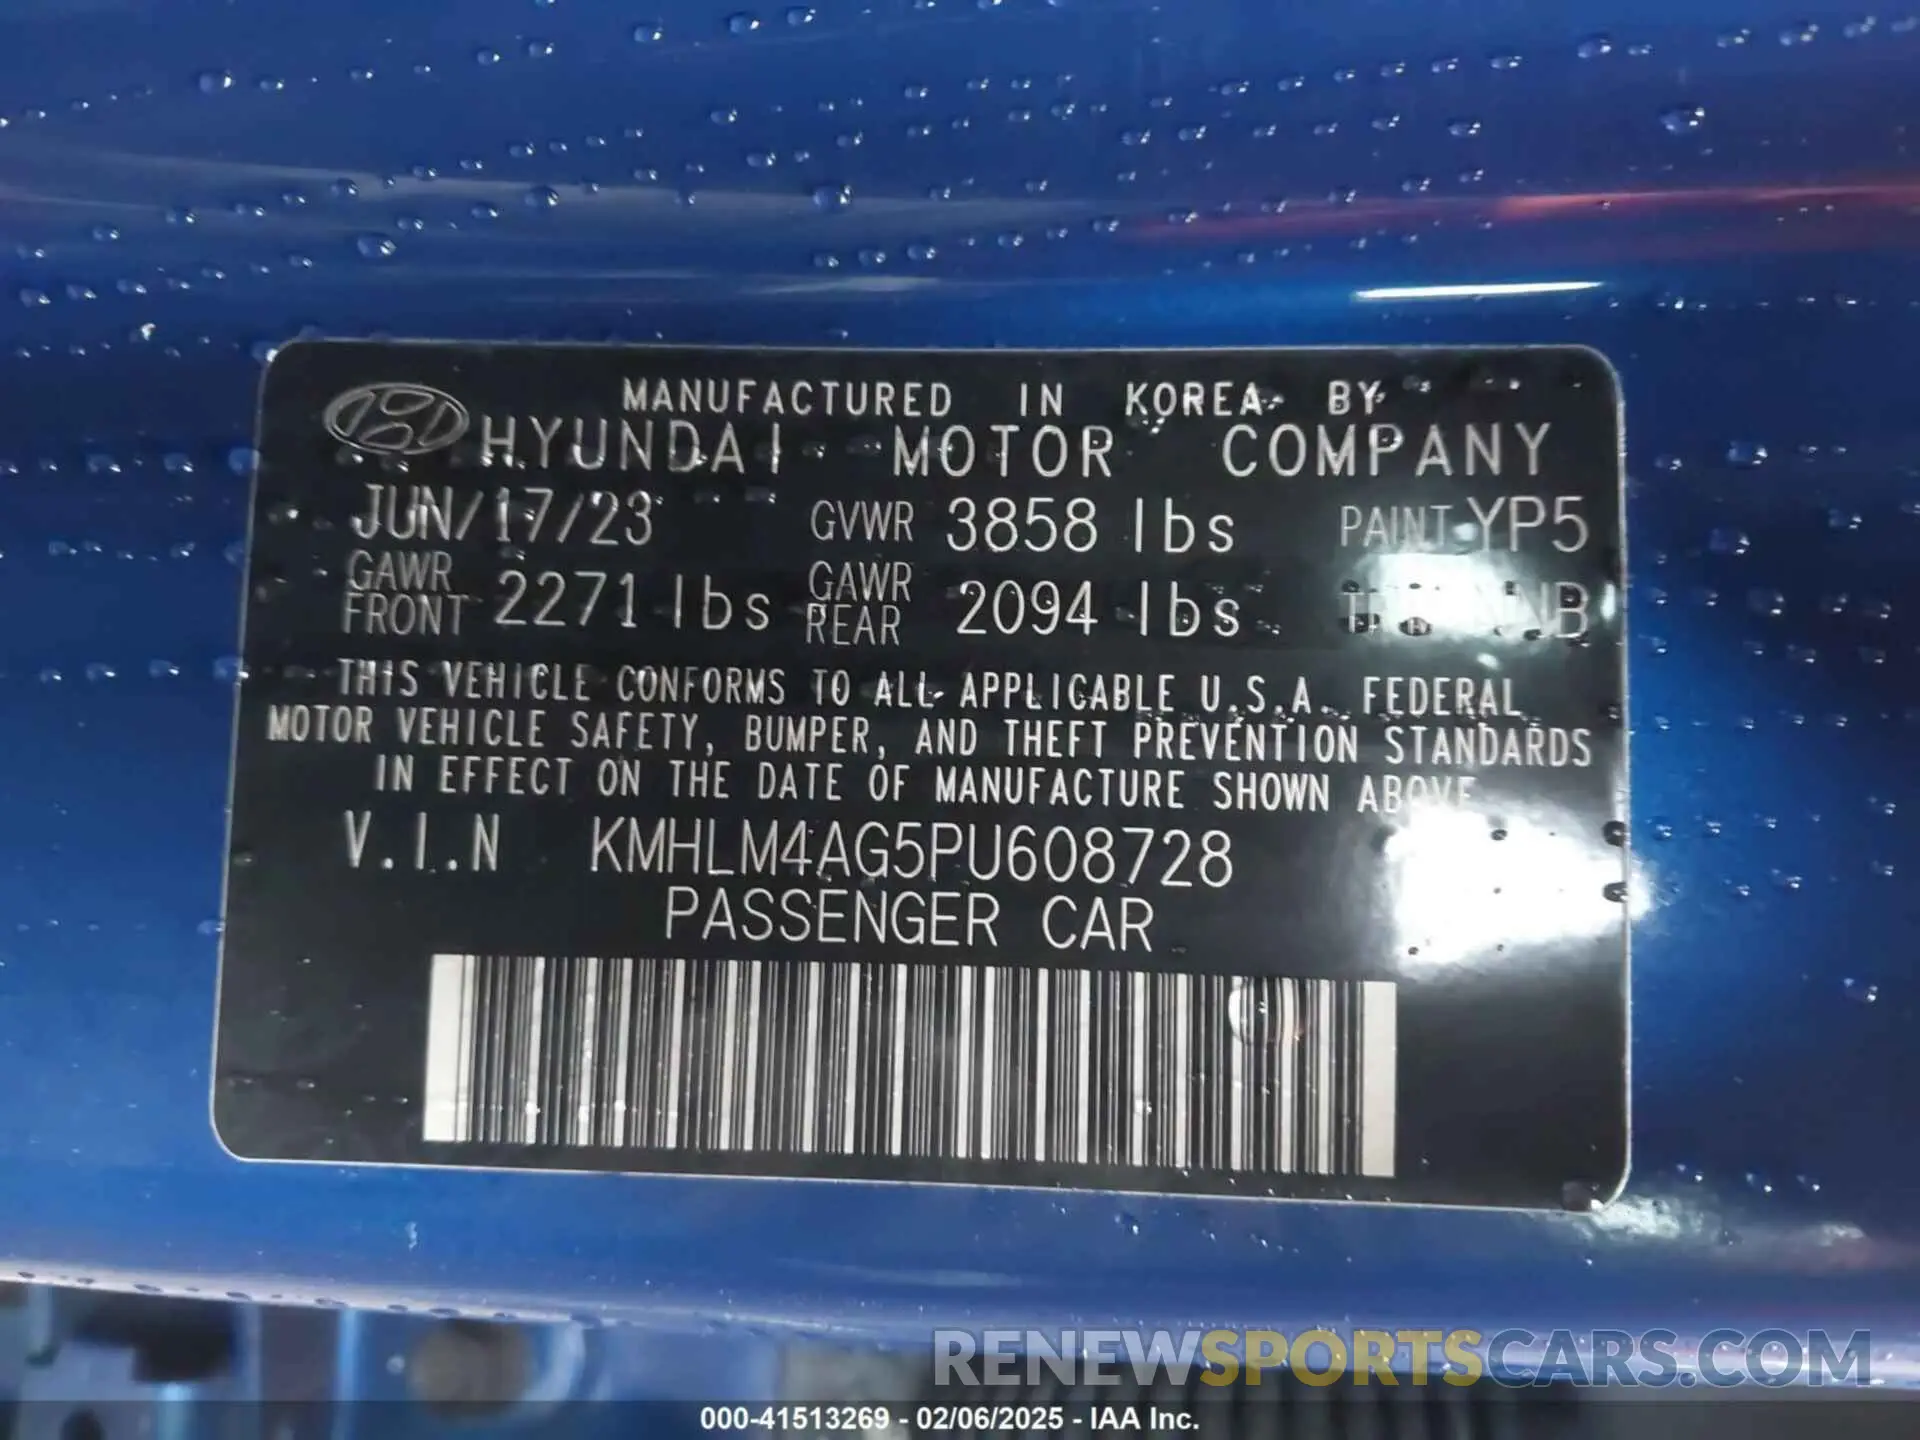 MANUFACTURED IN KOREA BY
HYUNDAI MOTOR COMPANY
JUN/17/23 GVWR 3858 lbs PAINT YP5
GAWR FRONT 2271 lbs GAWR REAR 2094 lbs
THIS VEHICLE CONFORMS TO ALL APPLICABLE U.S.A. FEDERAL
MOTOR VEHICLE SAFETY, BUMPER, AND THEFT PREVENTION STANDARDS
IN EFFECT ON THE DATE OF MANUFACTURE SHOWN ABOVE
V.I.N KMHLM4AG5PU608728
PASSENGER CAR
RENEWSPORTSCARS.COM
000-41513269 - 02/06/2025 - IAA Inc.